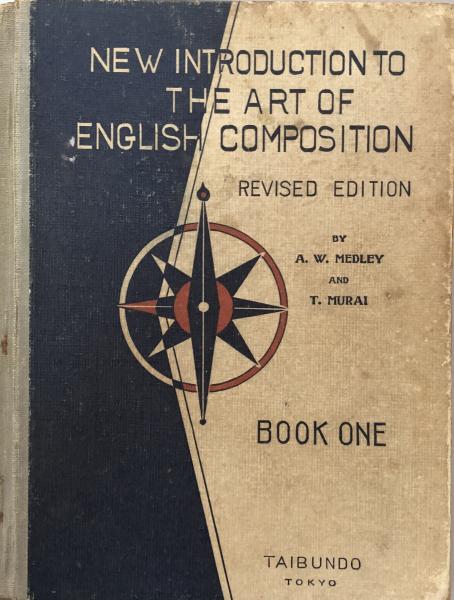 NEW INTRODUCTION TO
THE ART OF
ENGLISH COMPOSITION
REVISED EDITION
BY
A. W. MEDLEY
AND
T. MURAI
BOOK ONE
TAIBUNDO
TOKYO